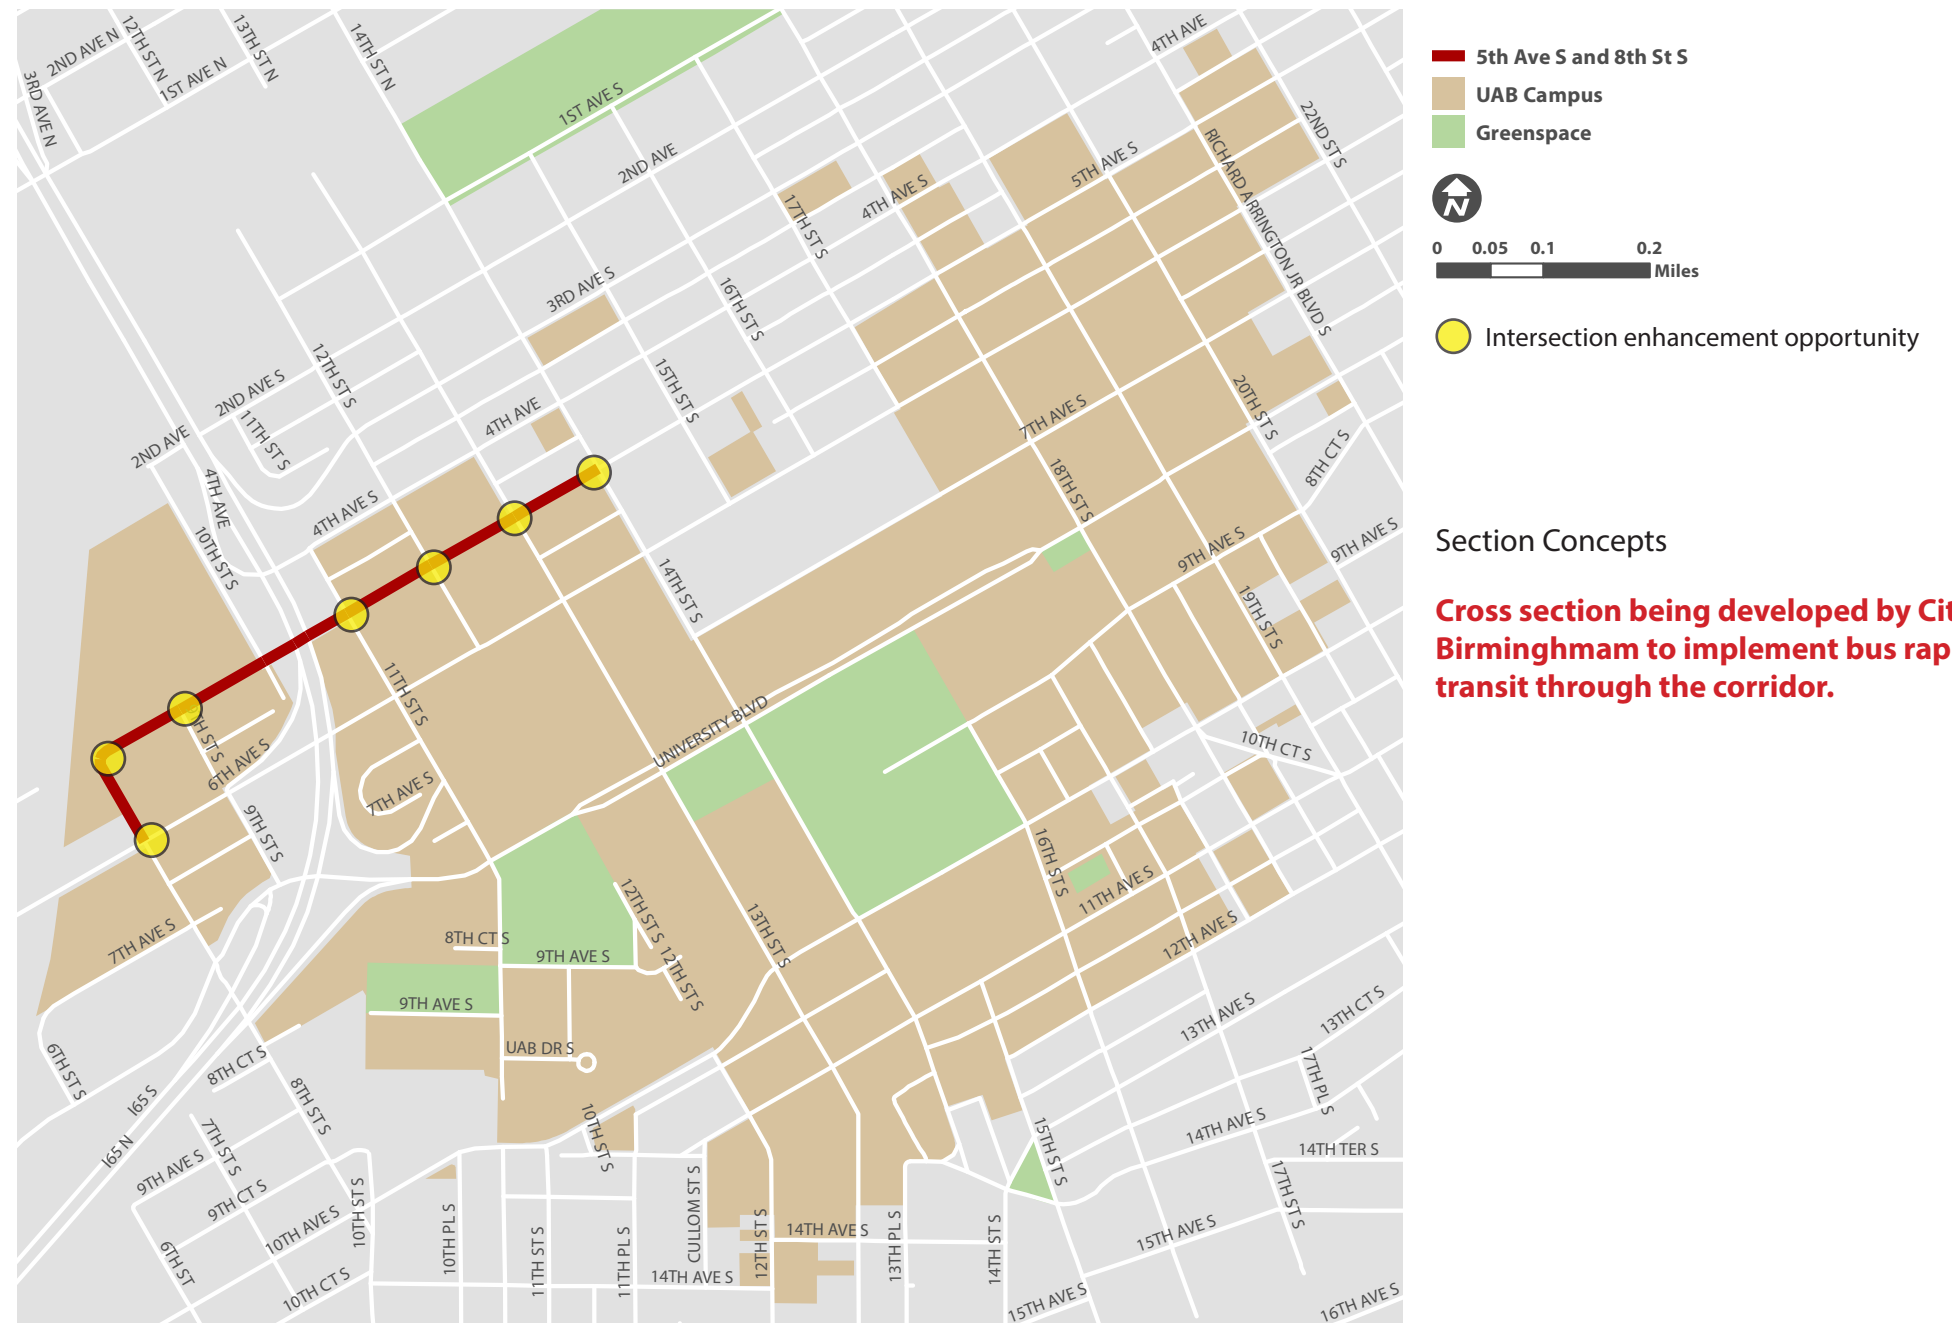 2ND AVE N
12TH ST N
13TH ST N
14TH ST N
3RD AVE N
1ST AVE N
1ST AVE S
2ND AVE
4TH AVE
22ND ST S
RICHARD ARRINGTON JR BLVD S
5TH AVE S
4TH AVE S
17TH ST S
3RD AVE S
16TH ST S
12TH ST S
2ND AVE S
11TH ST S
15TH ST S
4TH AVE
2ND AVE
4TH AVE
4TH AVE S
10TH ST S
7TH AVE S
20TH ST S
8TH CT S
18TH ST S
9TH AVE S
9TH AVE S
14TH ST S
19TH ST S
11TH ST S
TH ST S
6TH AVE S
7TH AVE S
9TH ST S
UNIVERSITY BLVD
10TH CT S
16TH ST S
11TH AVE S
12TH AVE S
7TH AVE S
8TH CT S
9TH AVE S
12TH ST S
12TH ST S
13TH ST S
9TH AVE S
UAB DR S
13TH AVE S
13TH CT S
6TH ST S
8TH CT S
I65 S
I65 N
8TH ST S
7TH ST S
9TH AVE S
9TH CT S
10TH AVE S
10TH CT S
6TH ST
10TH ST S
10TH ST S
10TH PL S
11TH ST S
11TH PL S
CULLOM ST S
12TH ST S
14TH AVE S
14TH AVE S
13TH PL S
14TH ST S
15TH ST S
17TH PL S
14TH AVE S
14TH TER S
17TH ST S
15TH AVE S
15TH AVE S
16TH AVE S
5th Ave S and 8th St S
UAB Campus
Greenspace
N
0 0.05 0.1 0.2
Miles
Intersection enhancement opportunity
Section Concepts
Cross section being developed by Cit
Birminghmam to implement bus rap
transit through the corridor.